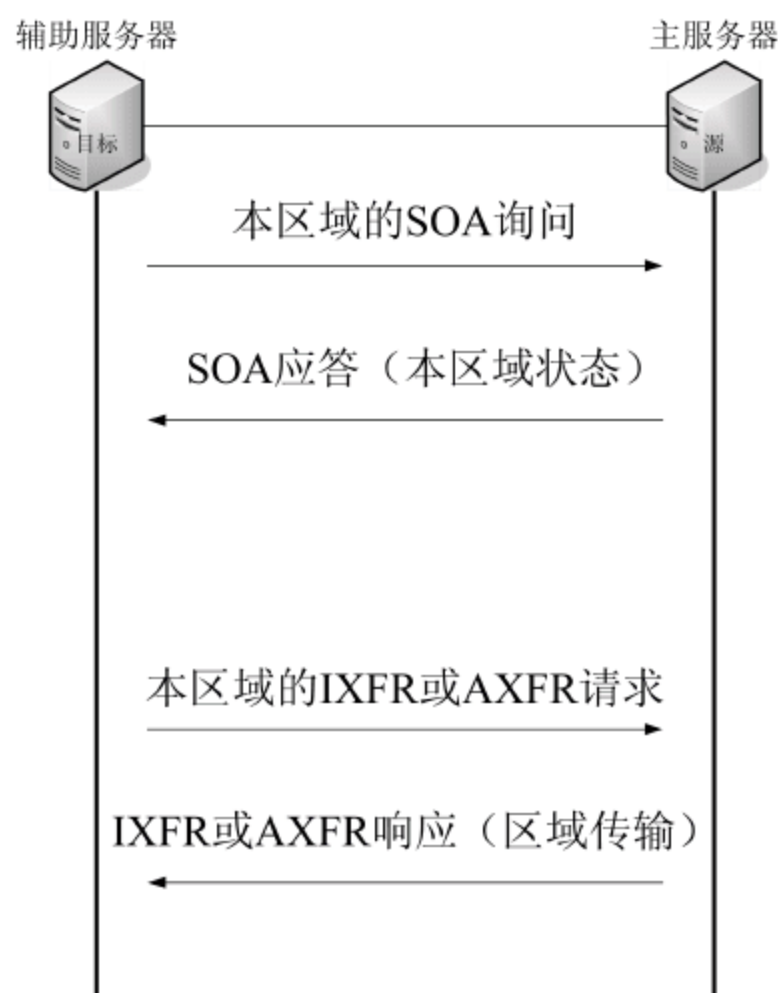 辅助服务器
主服务器
目标
源
本区域的SOA询问
SOA应答（本区域状态）
本区域的IXFR或AXFR请求
IXFR或AXFR响应（区域传输）